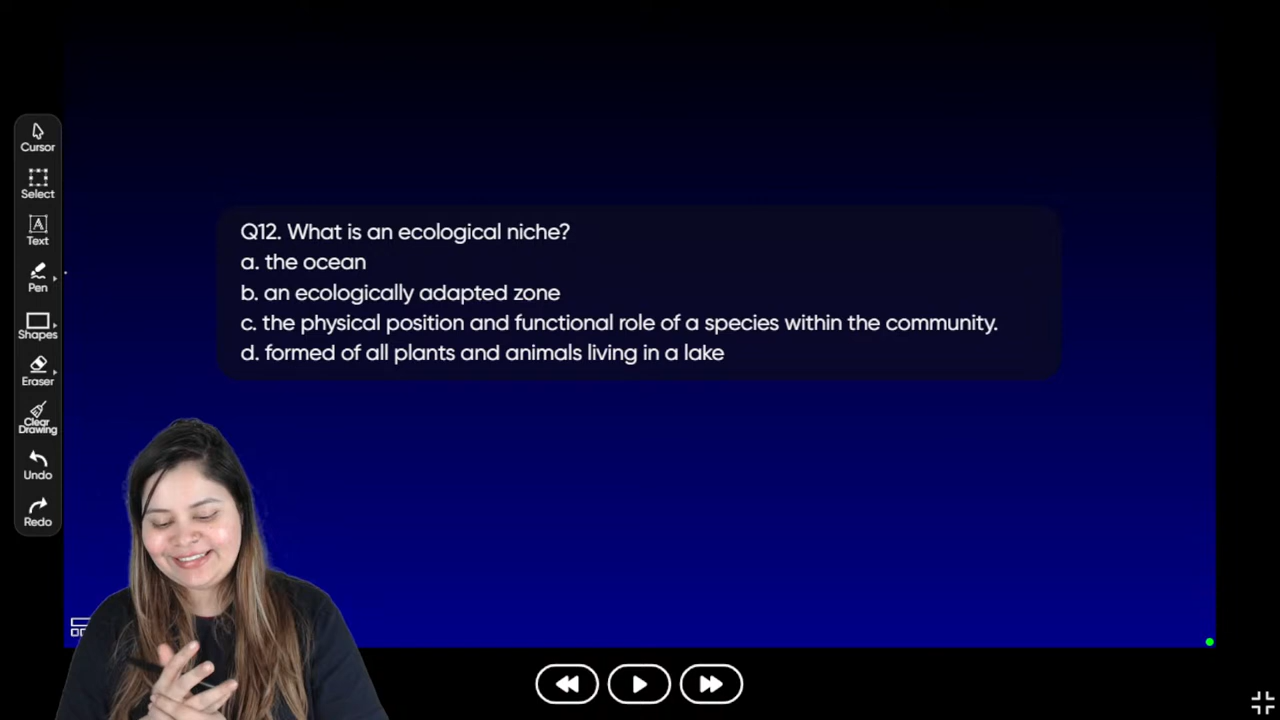 Cursor
Select
Text
Pen
Shapes
Eraser
Clear
Drawing
Undo
Redo
Q12. What is an ecological niche?
a. the ocean
b. an ecologically adapted zone
c. the physical position and functional role of a species within the community.
d. formed of all plants and animals living in a lake